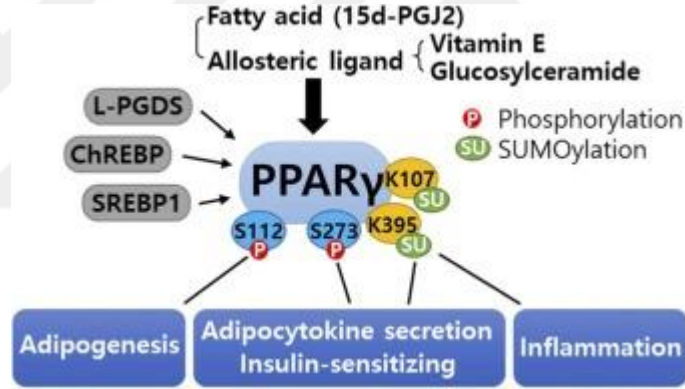 Fatty acid (15d-PGJ2)
Allosteric ligand
Vitamin E
Glucosylceramide
L-PGDS
ChREBP
SREBP1
P Phosphorylation
SU SUMOylation
PPARγ
K107
SU
K395
SU
S112
P
S273
P
Adipogenesis
Adipocytokine secretion
Insulin-sensitizing
Inflammation